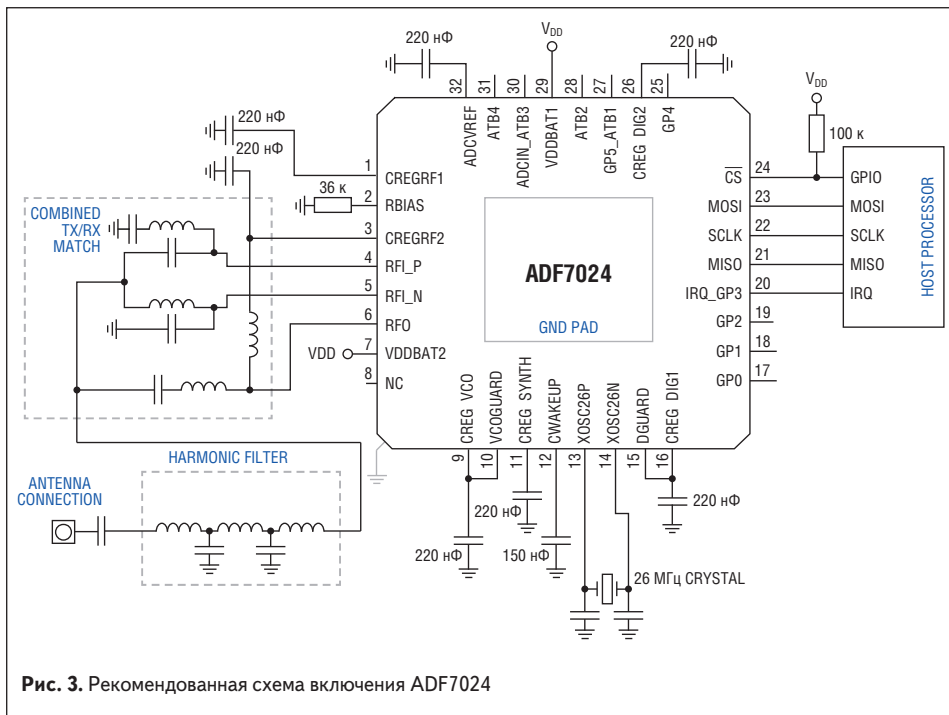 220 нФ
V_DD
220 нФ
32
31
30
29
28
27
26
25
ADCVREF
ATB4
ADCIN_ATB3
VDDBAT1
ATB2
GP5_ATB1
CREG DIG2
GP4
V_DD
100 к
220 нФ
220 нФ
36 к
COMBINED
TX/RX
MATCH
1
CREGRF1
2
RBIAS
3
CREGRF2
4
RFI_P
5
RFI_N
6
RFO
VDD
7
VDDBAT2
8
NC
ADF7024
GND PAD
CS
24
GPIO
MOSI
23
MOSI
SCLK
22
SCLK
MISO
21
MISO
IRQ_GP3
20
IRQ
GP2
19
GP1
18
GP0
17
HOST PROCESSOR
CREG VCO
VCOGUARD
CREG SYNTH
CWAKEUP
XOSC26P
XOSC26N
DGUARD
CREG DIG1
9
10
11
12
13
14
15
16
HARMONIC FILTER
ANTENNA
CONNECTION
220 нФ
220 нФ
150 нФ
220 нФ
26 МГц CRYSTAL
Рис. 3. Рекомендованная схема включения ADF7024